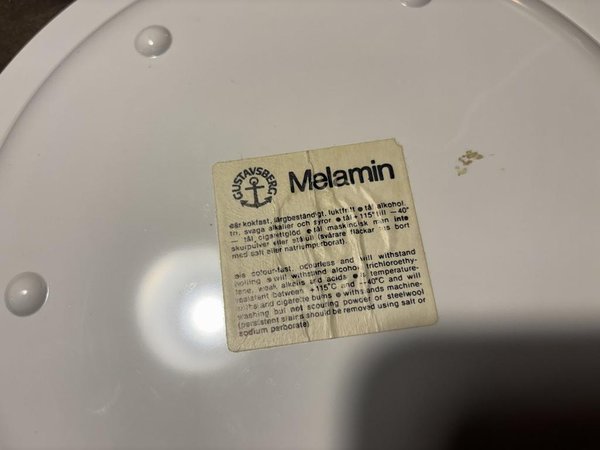 GUSTAVSBERG
Melamin
är kokfast, färgbeständigt, luktfritt • tål alkohol,
tri, svaga alkalier och syror • tål +115° till −40°
— tål cigarettglöd • tål maskindisk men inte
skurpulver eller stålull (svårare fläckar tas bort
med salt eller natriumperborat).
is colour-fast, odourless and will withstand
boiling • will withstand alcohol, trichloroethy-
lene, weak alkalis and acids • is temperature-
resistant between +115°C and −40°C and will
withstand cigarette burns • withstands machine-
washing but not scouring powder or steelwool
(persistent stains should be removed using salt or
sodium perborate)